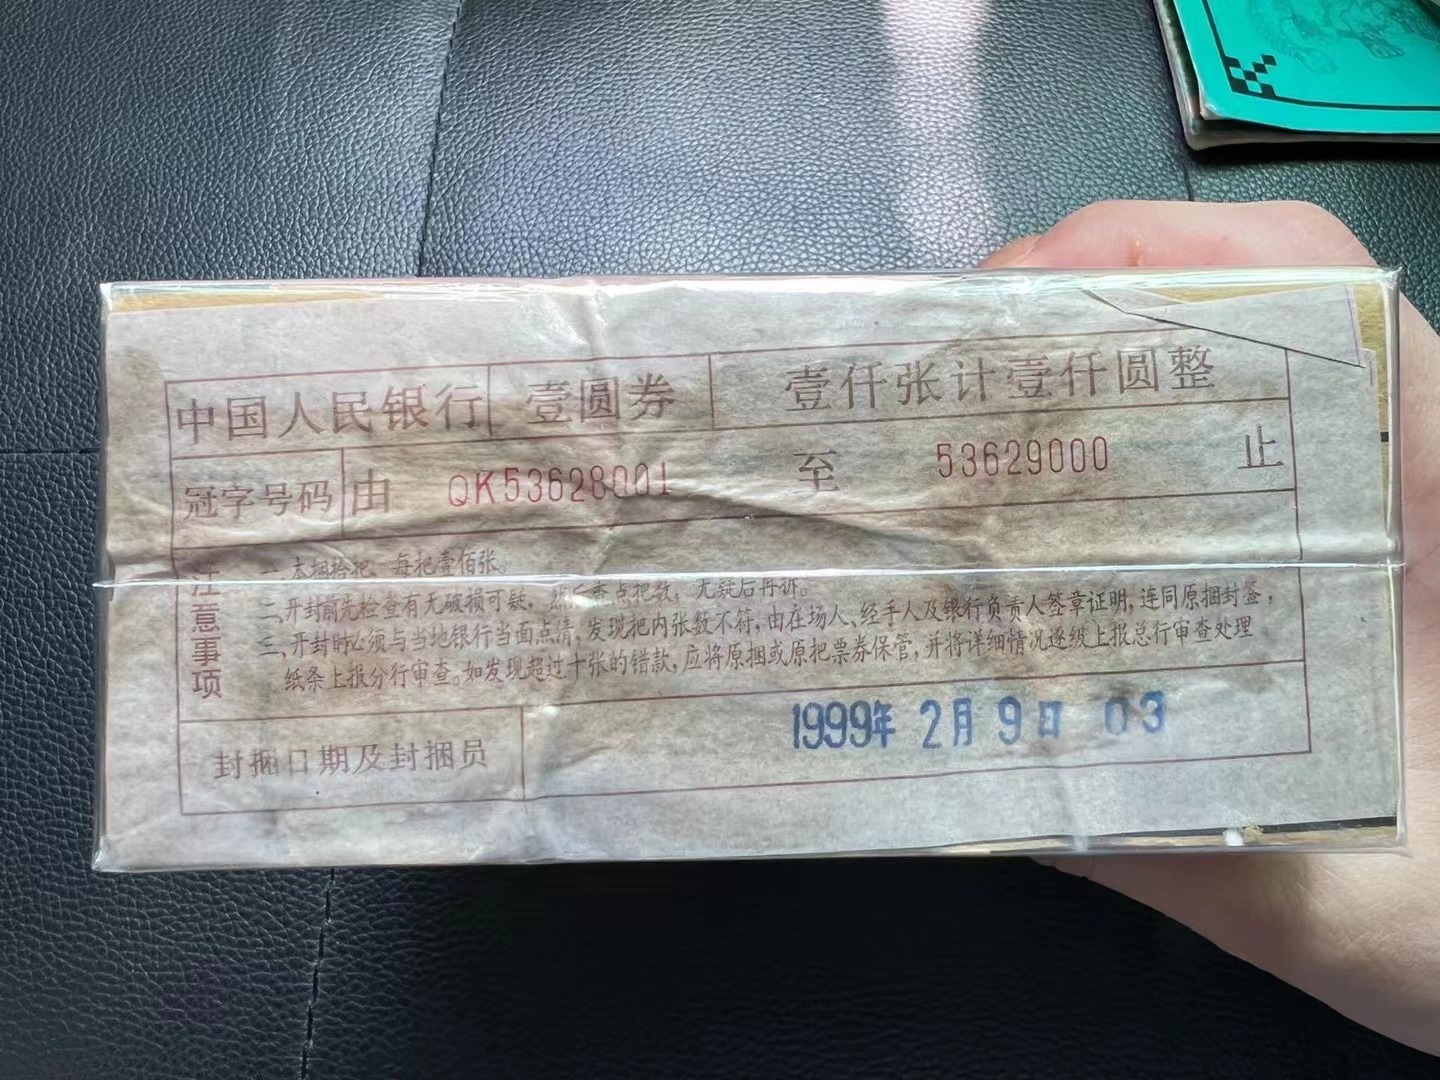 中国人民银行 壹圆券 壹仟张计壹仟圆整
冠字号码 由 QK53628001 至 53629000 止
注意事项
一、本捆拾把，每把壹佰张。
二、开封前先检查有无破损可疑，然后查点把数，无疑后再拆。
三、开封时必须与当地银行当面点清，发现把内张数不符，由在场人、经手人及银行负责人签章证明，连同原捆封签，
纸条上报分行审查。如发现超过十张的错款，应将原捆或原把票券保管，并将详细情况逐级上报总行审查处理
封捆日期及封捆员 1999年 2月 9日 03